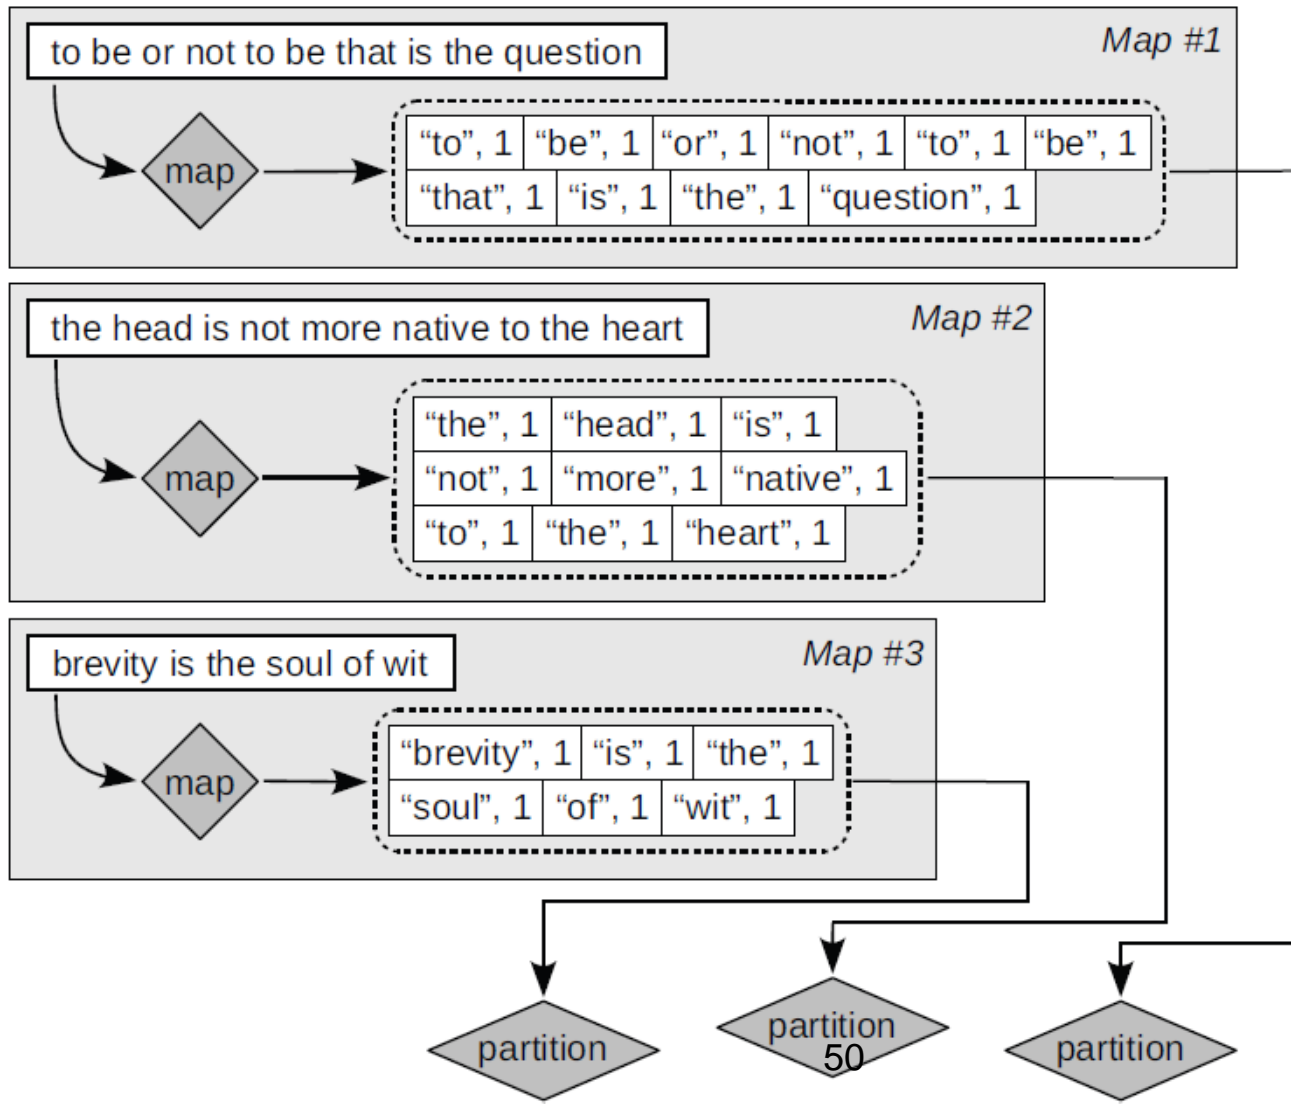 to be or not to be that is the question
Map #1
map
“to”, 1 “be”, 1 “or”, 1 “not”, 1 “to”, 1 “be”, 1
“that”, 1 “is”, 1 “the”, 1 “question”, 1
the head is not more native to the heart
Map #2
map
“the”, 1 “head”, 1 “is”, 1
“not”, 1 “more”, 1 “native”, 1
“to”, 1 “the”, 1 “heart”, 1
brevity is the soul of wit
Map #3
map
“brevity”, 1 “is”, 1 “the”, 1
“soul”, 1 “of”, 1 “wit”, 1
partition
partition
50
partition